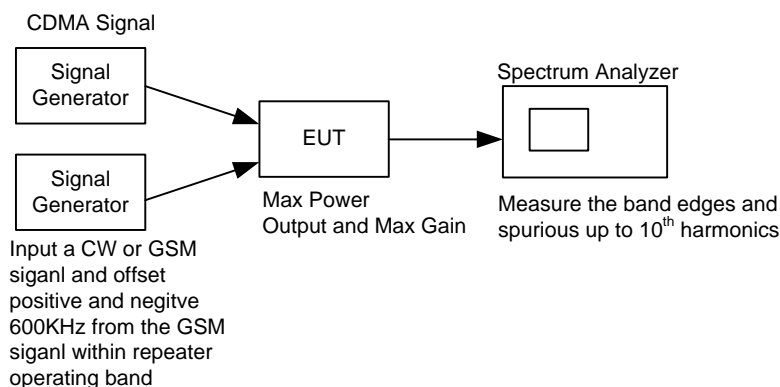 CDMA Signal
Signal
Generator
Signal
Generator
Input a CW or GSM
siganl and offset
positive and negitve
600KHz from the GSM
siganl within repeater
operating band
EUT
Max Power
Output and Max Gain
Spectrum Analyzer
Measure the band edges and
spurious up to 10th harmonics